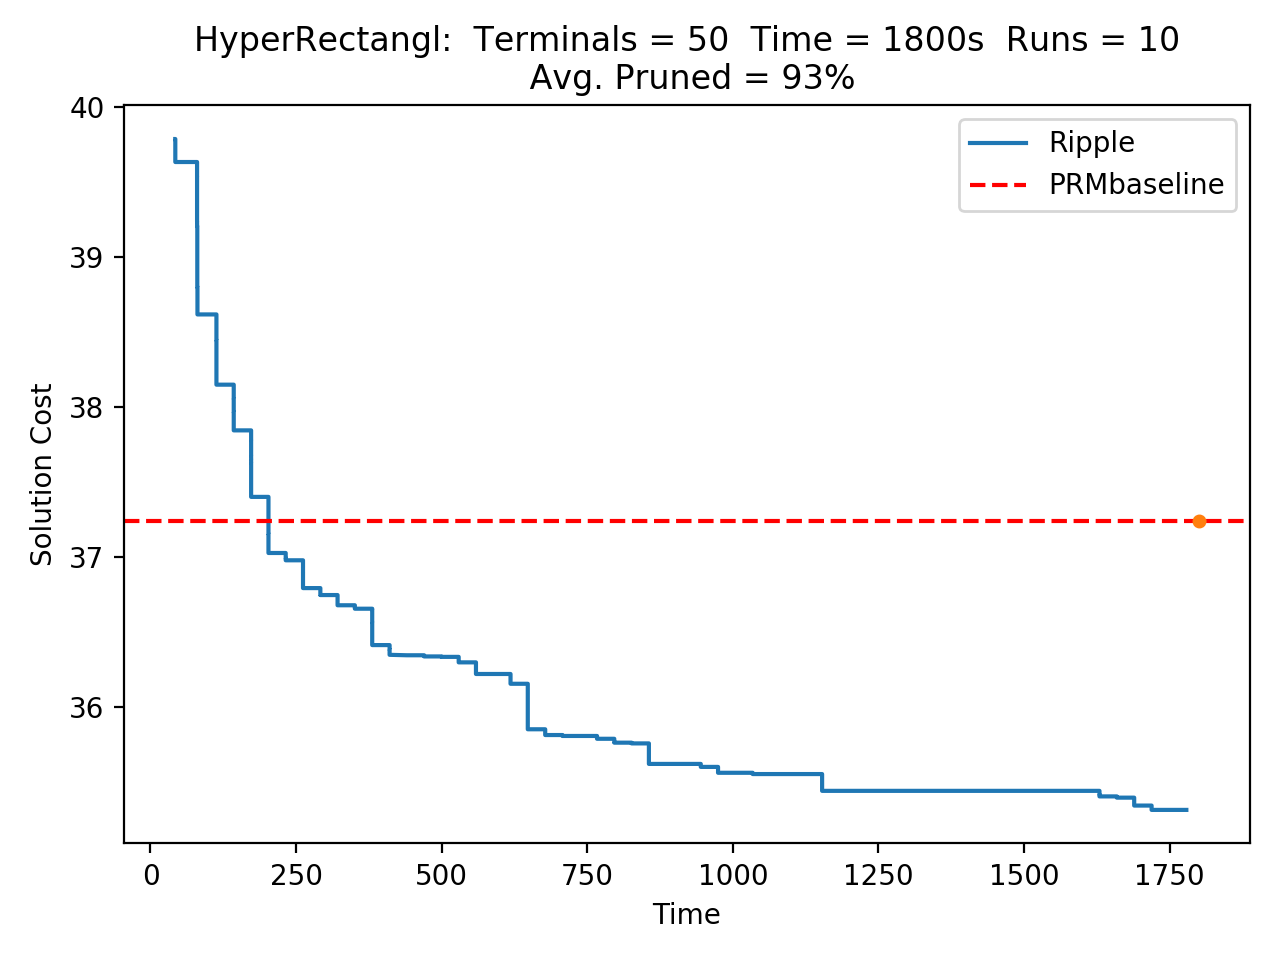 HyperRectangl:  Terminals = 50  Time = 1800s  Runs = 10
Avg. Pruned = 93%
40
39
38
37
36
Solution Cost
Ripple
PRMbaseline
0
250
500
750
1000
1250
1500
1750
Time